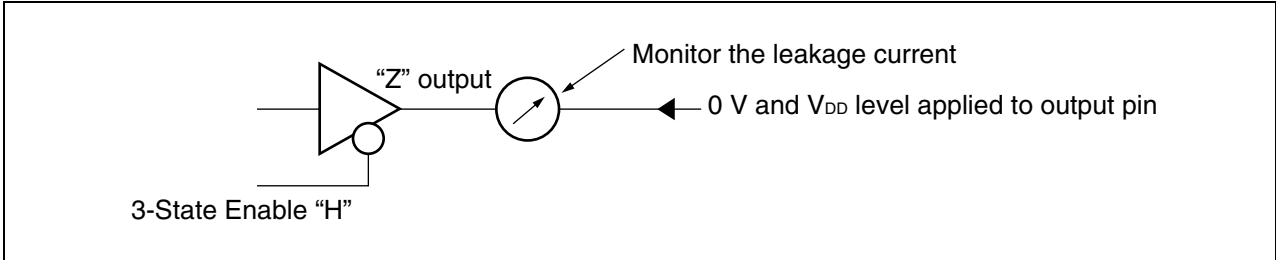 Monitor the leakage current
“Z” output
0 V and VDD level applied to output pin
3-State Enable “H”